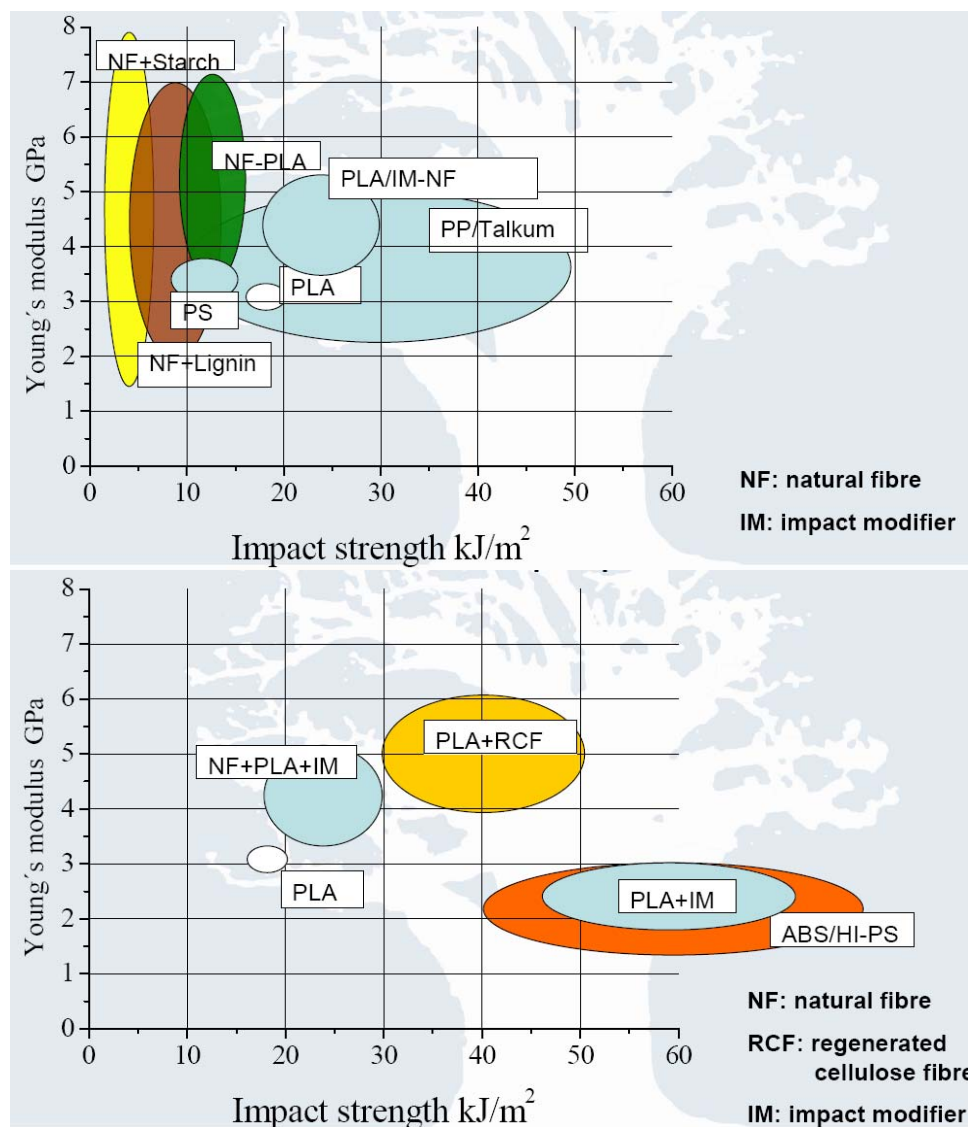 8
NF+Starch
7
6
NF-PLA
PLA/IM-NF
5
PP/Talkum
4
PLA
3
PS
2
NF+Lignin
1
0
0 10 20 30 40 50 60
Young´s modulus GPa
Impact strength kJ/m²
NF: natural fibre
IM: impact modifier
8
7
6
PLA+RCF
5
NF+PLA+IM
4
3
PLA
PLA+IM
2
ABS/HI-PS
1
0
0 10 20 30 40 50 60
Young´s modulus GPa
Impact strength kJ/m²
NF: natural fibre
RCF: regenerated
cellulose fibre
IM: impact modifier